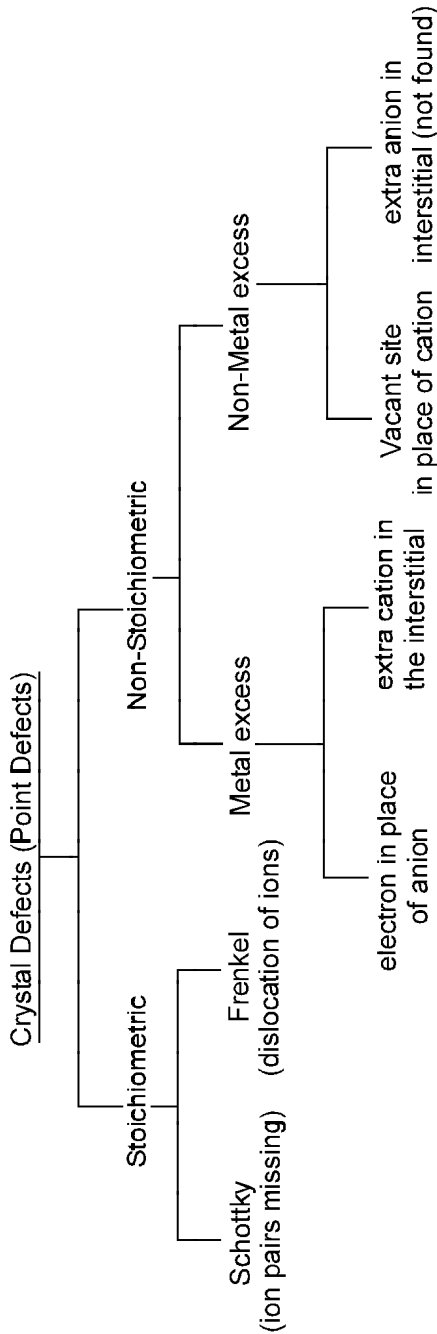 Crystal Defects (Point Defects)
Stoichiometric
Non-Stoichiometric
Schottky
(ion pairs missing)
Frenkel
(dislocation of ions)
Metal excess
Non-Metal excess
electron in place
of anion
extra cation in
the interstitial
Vacant site
in place of cation
extra anion in
interstitial (not found)